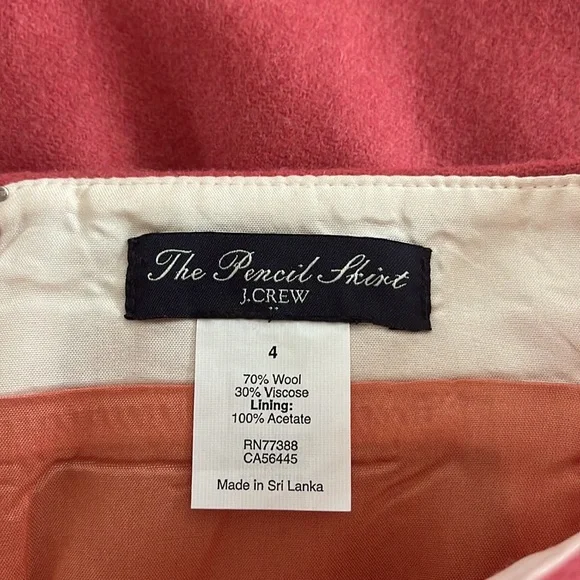 The Pencil Skirt
J.CREW
4
70% Wool
30% Viscose
Lining:
100% Acetate
RN77388
CA56445
Made in Sri Lanka